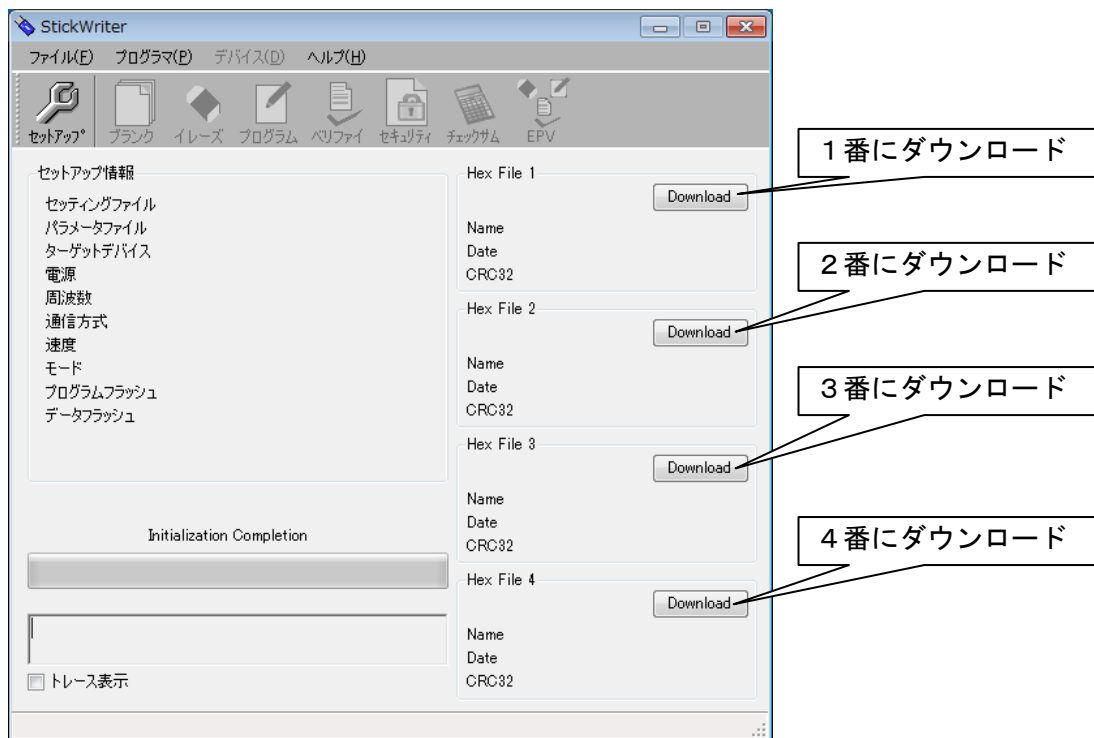 StickWriter
ファイル(F) プログラマ(P) デバイス(D) ヘルプ(H)
セットアップ ブランク イレーズ プログラム ベリファイ セキュリティ チェックサム EPV
セットアップ情報
セッティングファイル
パラメータファイル
ターゲットデバイス
電源
周波数
通信方式
速度
モード
プログラムフラッシュ
データフラッシュ
Initialization Completion
トレース表示
Hex File 1
Download
Name
Date
CRC32
Hex File 2
Download
Name
Date
CRC32
Hex File 3
Download
Name
Date
CRC32
Hex File 4
Download
Name
Date
CRC32
1番にダウンロード
2番にダウンロード
3番にダウンロード
4番にダウンロード